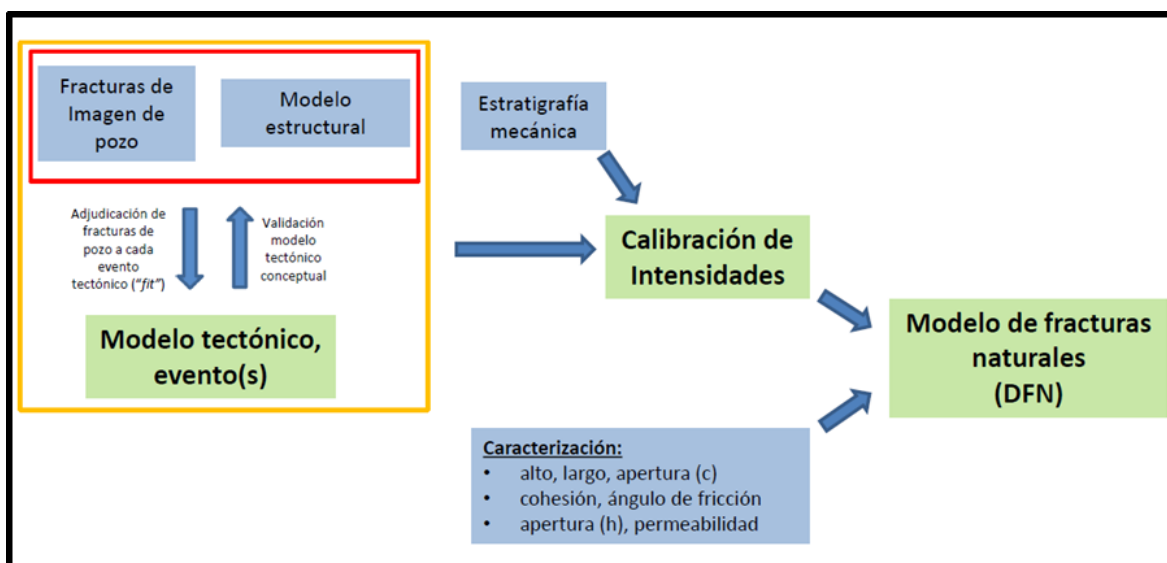 Fracturas de
Imagen de
pozo
Modelo
estructural
Estratigrafía
mecánica
Adjudicación de
fracturas de
pozo a cada
evento
tectónico (“fit”)
Validación
modelo
tectónico
conceptual
Calibración de
Intensidades
Modelo tectónico,
evento(s)
Modelo de fracturas
naturales
(DFN)
Caracterización:
• alto, largo, apertura (c)
• cohesión, ángulo de fricción
• apertura (h), permeabilidad